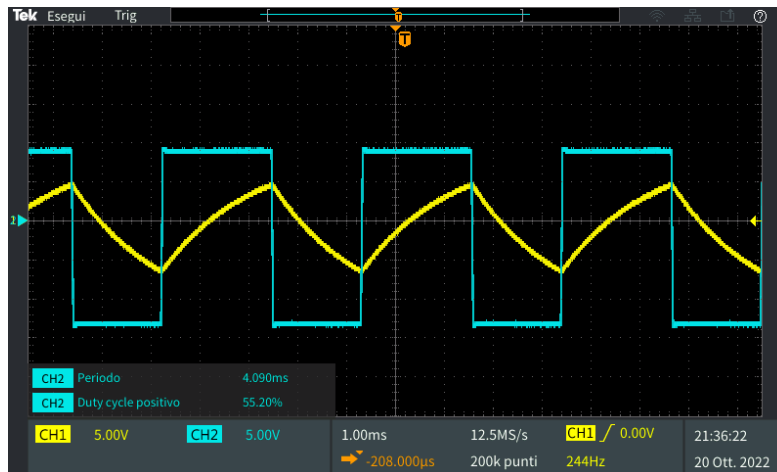 Tek Esegui Trig
T
T
2
CH2 Periodo 4.090ms
CH2 Duty cycle positivo 55.20%
CH1 5.00V CH2 5.00V 1.00ms 12.5MS/s CH1 0.00V 21:36:22
-208.000µs 200k punti 244Hz 20 Ott. 2022